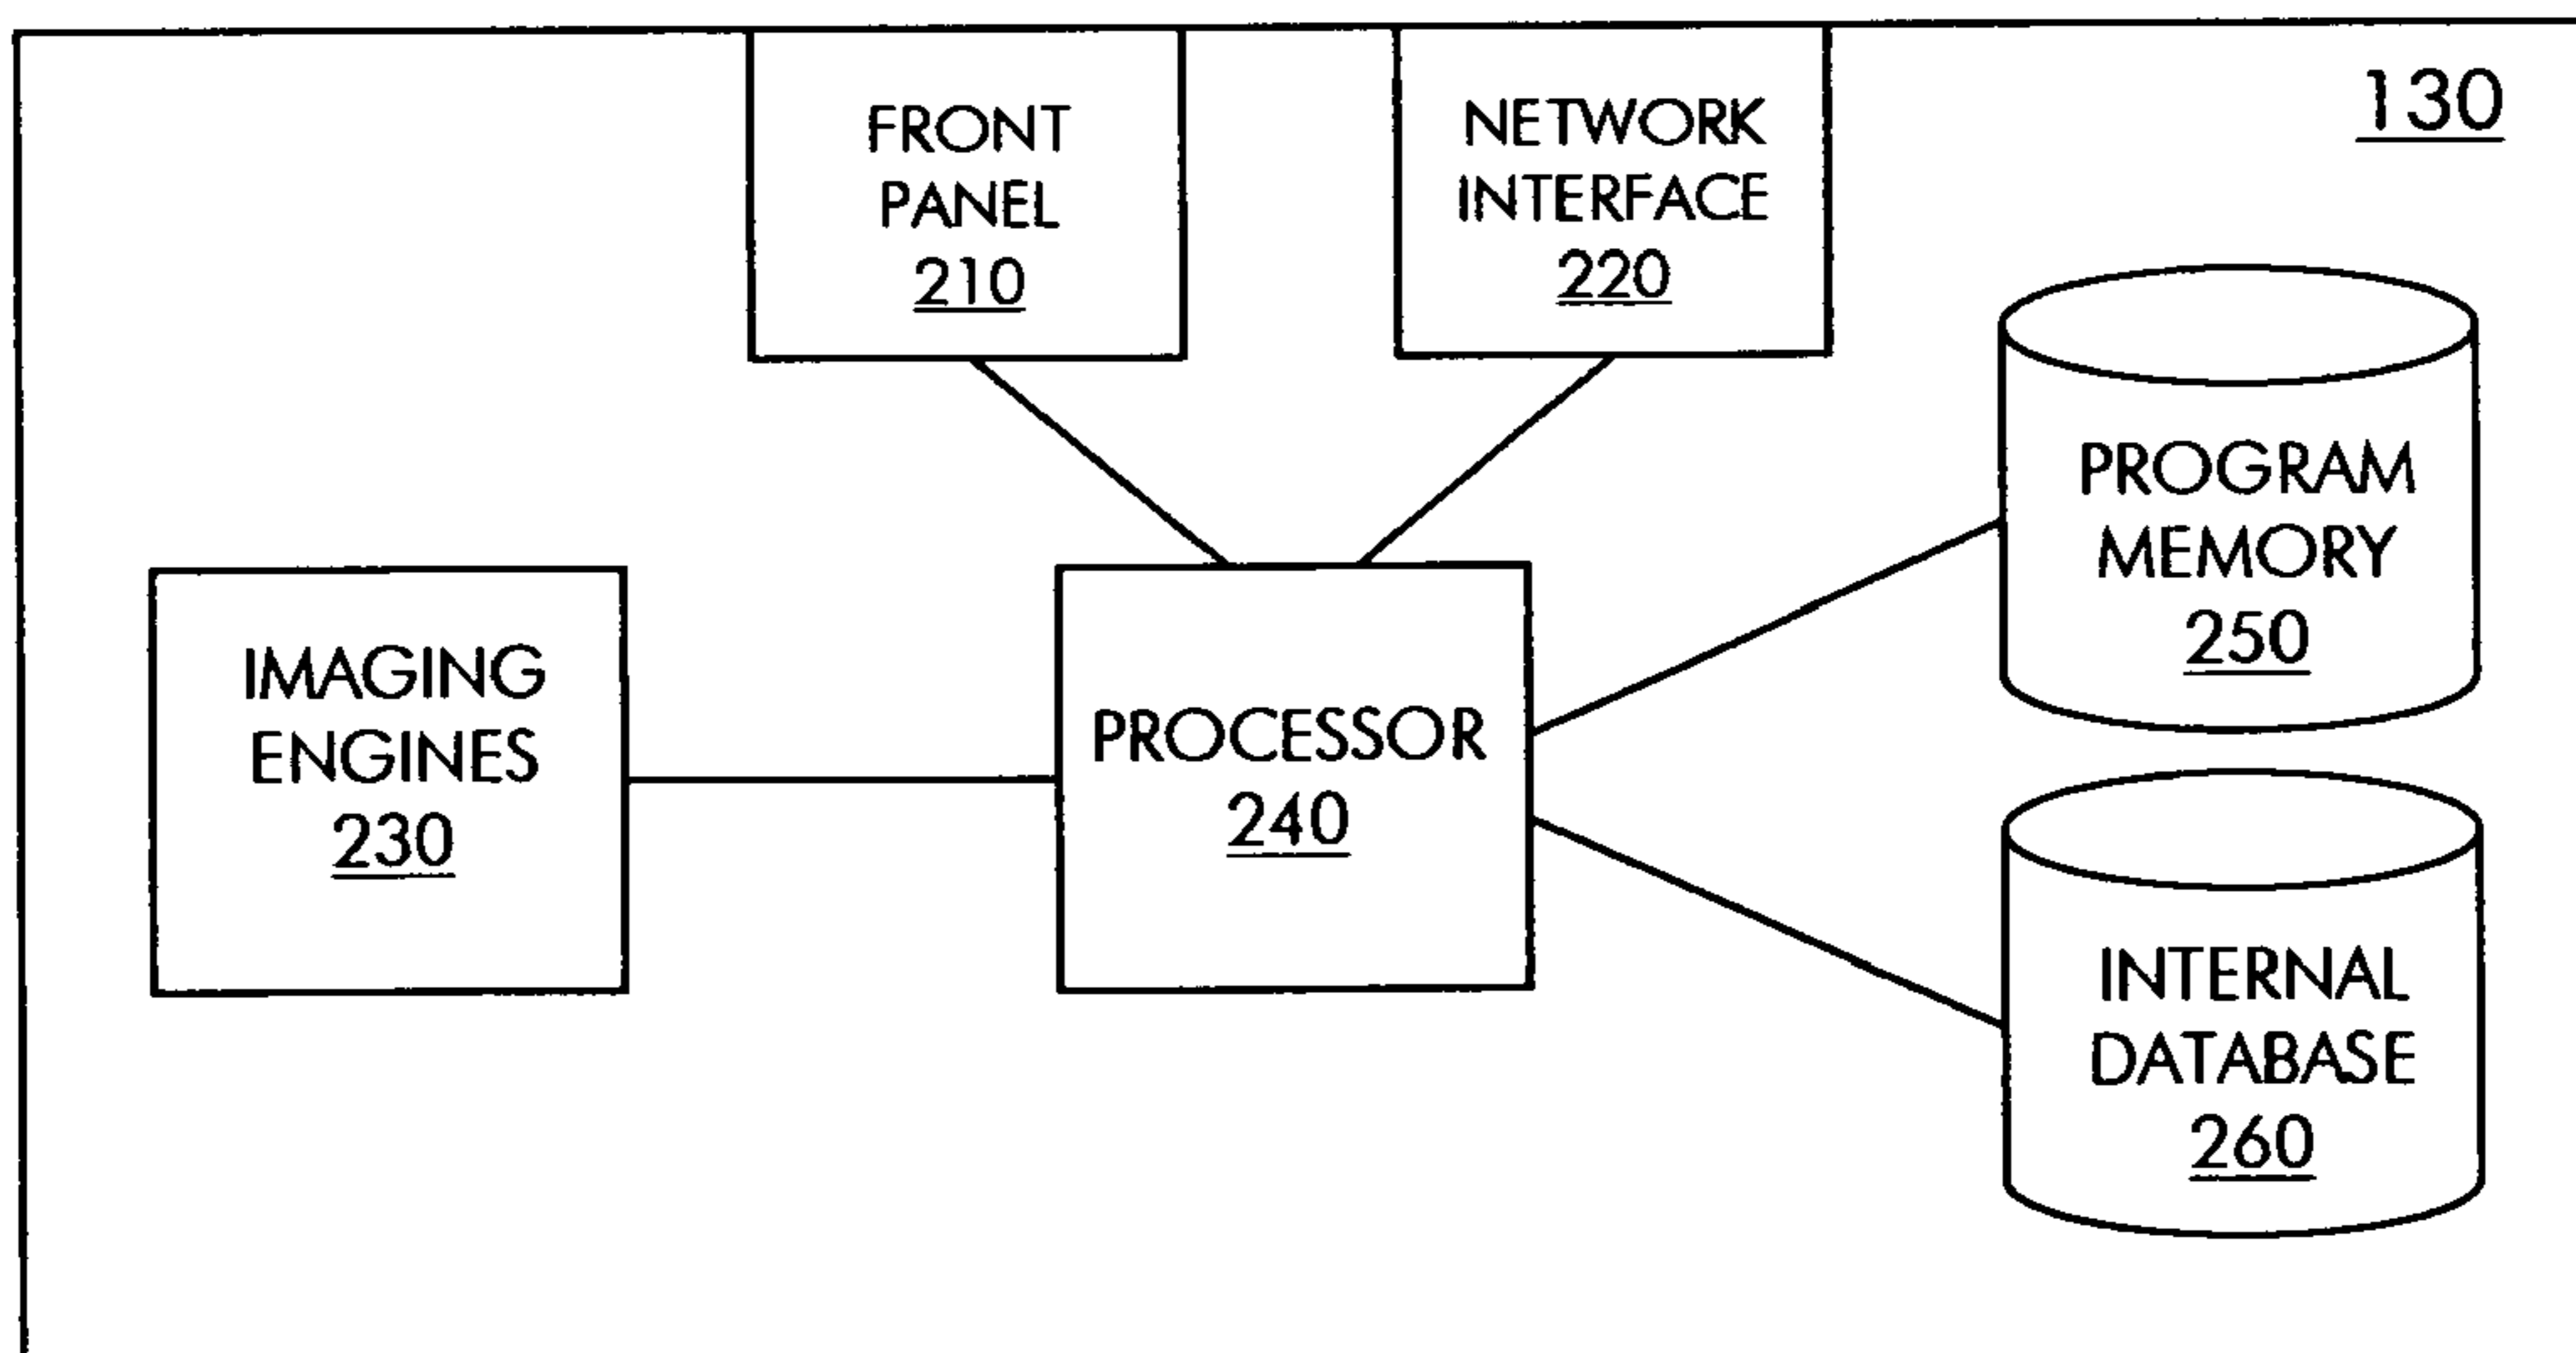 130
FRONT
PANEL
210
NETWORK
INTERFACE
220
PROGRAM
MEMORY
250
IMAGING
ENGINES
230
PROCESSOR
240
INTERNAL
DATABASE
260